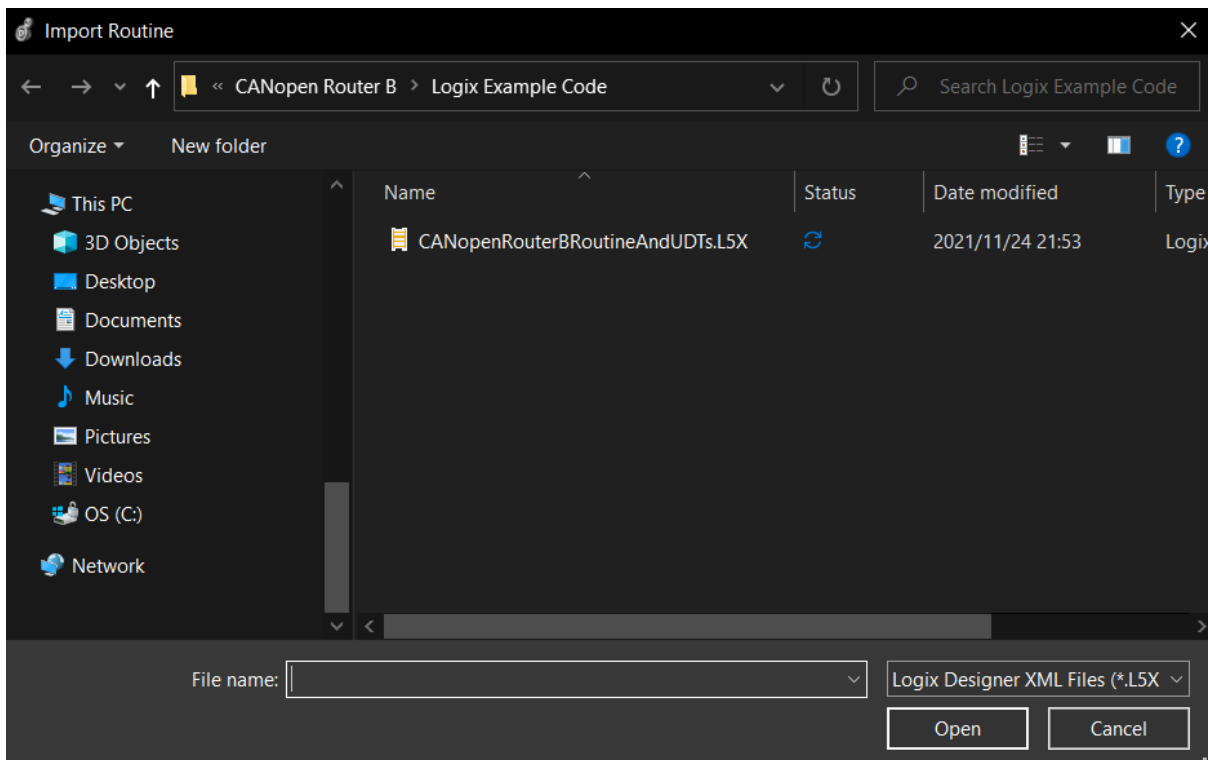 Import Routine
« CANopen Router B > Logix Example Code
Search Logix Example Code
Organize
New folder
?
Name
Status
Date modified
Type
This PC
3D Objects
Desktop
Documents
Downloads
Music
Pictures
Videos
OS (C:)
Network
CANopenRouterBRoutineAndUDTs.L5X
2021/11/24 21:53
Logix
File name:
Logix Designer XML Files (*.L5X
Open
Cancel